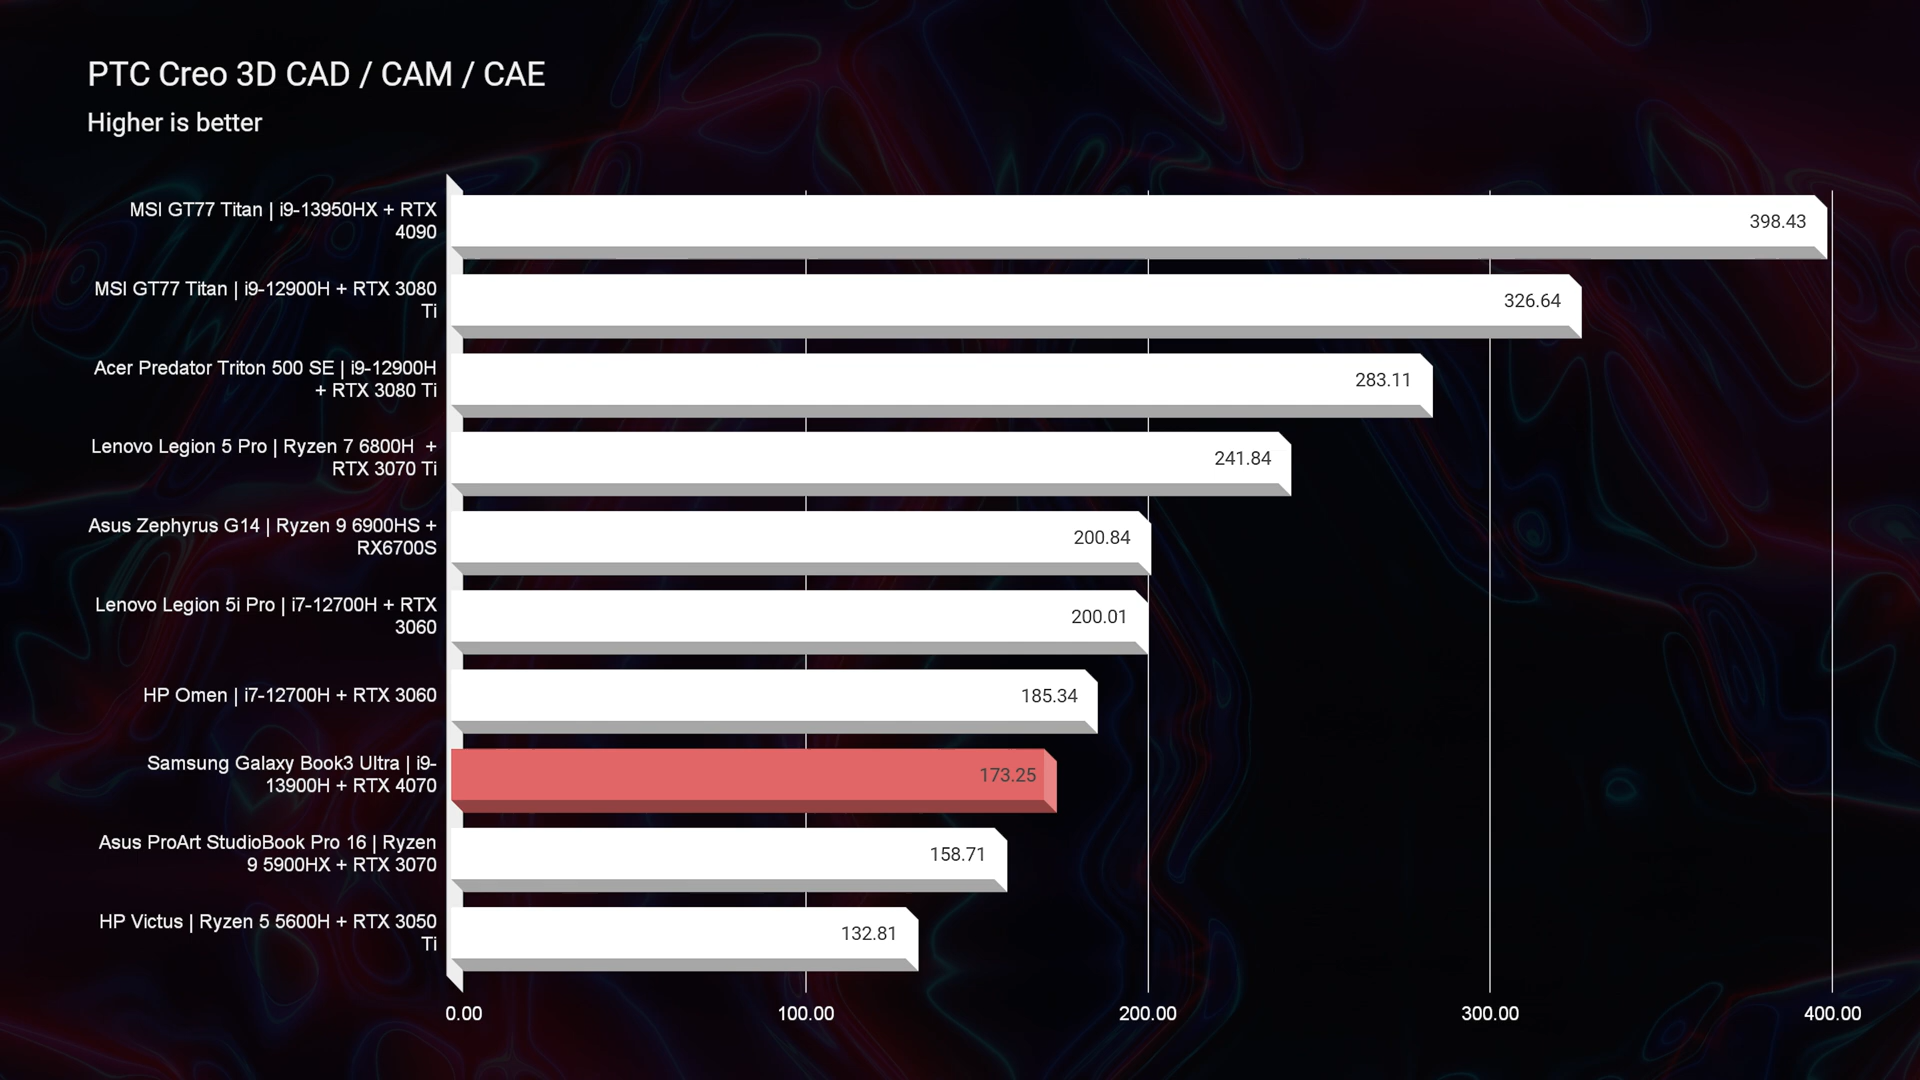 PTC Creo 3D CAD / CAM / CAE
Higher is better
MSI GT77 Titan | i9-13950HX + RTX
4090
398.43
MSI GT77 Titan | i9-12900H + RTX 3080
Ti
326.64
Acer Predator Triton 500 SE | i9-12900H
+ RTX 3080 Ti
283.11
Lenovo Legion 5 Pro | Ryzen 7 6800H +
RTX 3070 Ti
241.84
Asus Zephyrus G14 | Ryzen 9 6900HS +
RX6700S
200.84
Lenovo Legion 5i Pro | i7-12700H + RTX
3060
200.01
HP Omen | i7-12700H + RTX 3060
185.34
Samsung Galaxy Book3 Ultra | i9-
13900H + RTX 4070
173.25
Asus ProArt StudioBook Pro 16 | Ryzen
9 5900HX + RTX 3070
158.71
HP Victus | Ryzen 5 5600H + RTX 3050
Ti
132.81
0.00 100.00 200.00 300.00 400.00